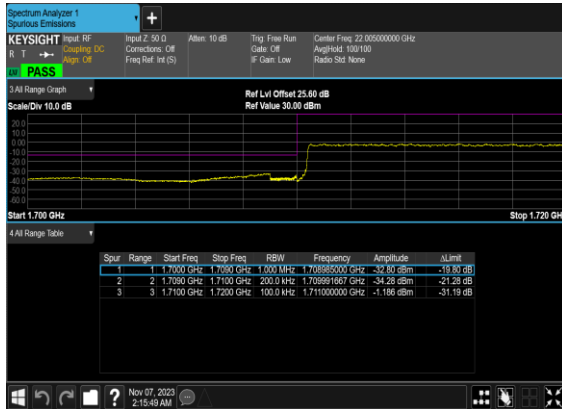 Spectrum Analyzer 1
Spurious Emissions
+
KEYSIGHT Input: RF Input Z: 50 Ω Atten: 10 dB Trig: Free Run Center Freq: 22.005000000 GHz
R T Coupling: DC Corrections: Off Gate: Off Avg|Hold: 100/100
Align: Off Freq Ref: Int (S) IF Gain: Low Radio Std: None
LW PASS
3 All Range Graph Ref Lvl Offset 25.60 dB
Scale/Div 10.0 dB Ref Value 30.00 dBm
20.0
10.0
0.00
-10.0
-20.0
-30.0
-40.0
-50.0
-60.0
Start 1.700 GHz Stop 1.720 GH
4 All Range Table
Spur Range Start Freq Stop Freq RBW Frequency Amplitude ΔLimit
1 1 1.7000 GHz 1.7090 GHz 1.000 MHz 1.708985000 GHz -32.80 dBm -19.80 dB
2 2 1.7090 GHz 1.7100 GHz 200.0 kHz 1.709991667 GHz -34.28 dBm -21.28 dB
3 3 1.7100 GHz 1.7200 GHz 100.0 kHz 1.711000000 GHz -1.186 dBm -31.19 dB
? Nov 07, 2023
2:15:49 AM